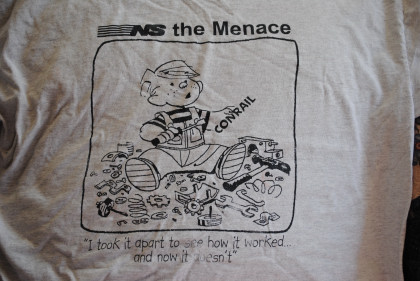 NS the Menace
CONRAIL
"I took it apart to see how it worked...
and now it doesn't"